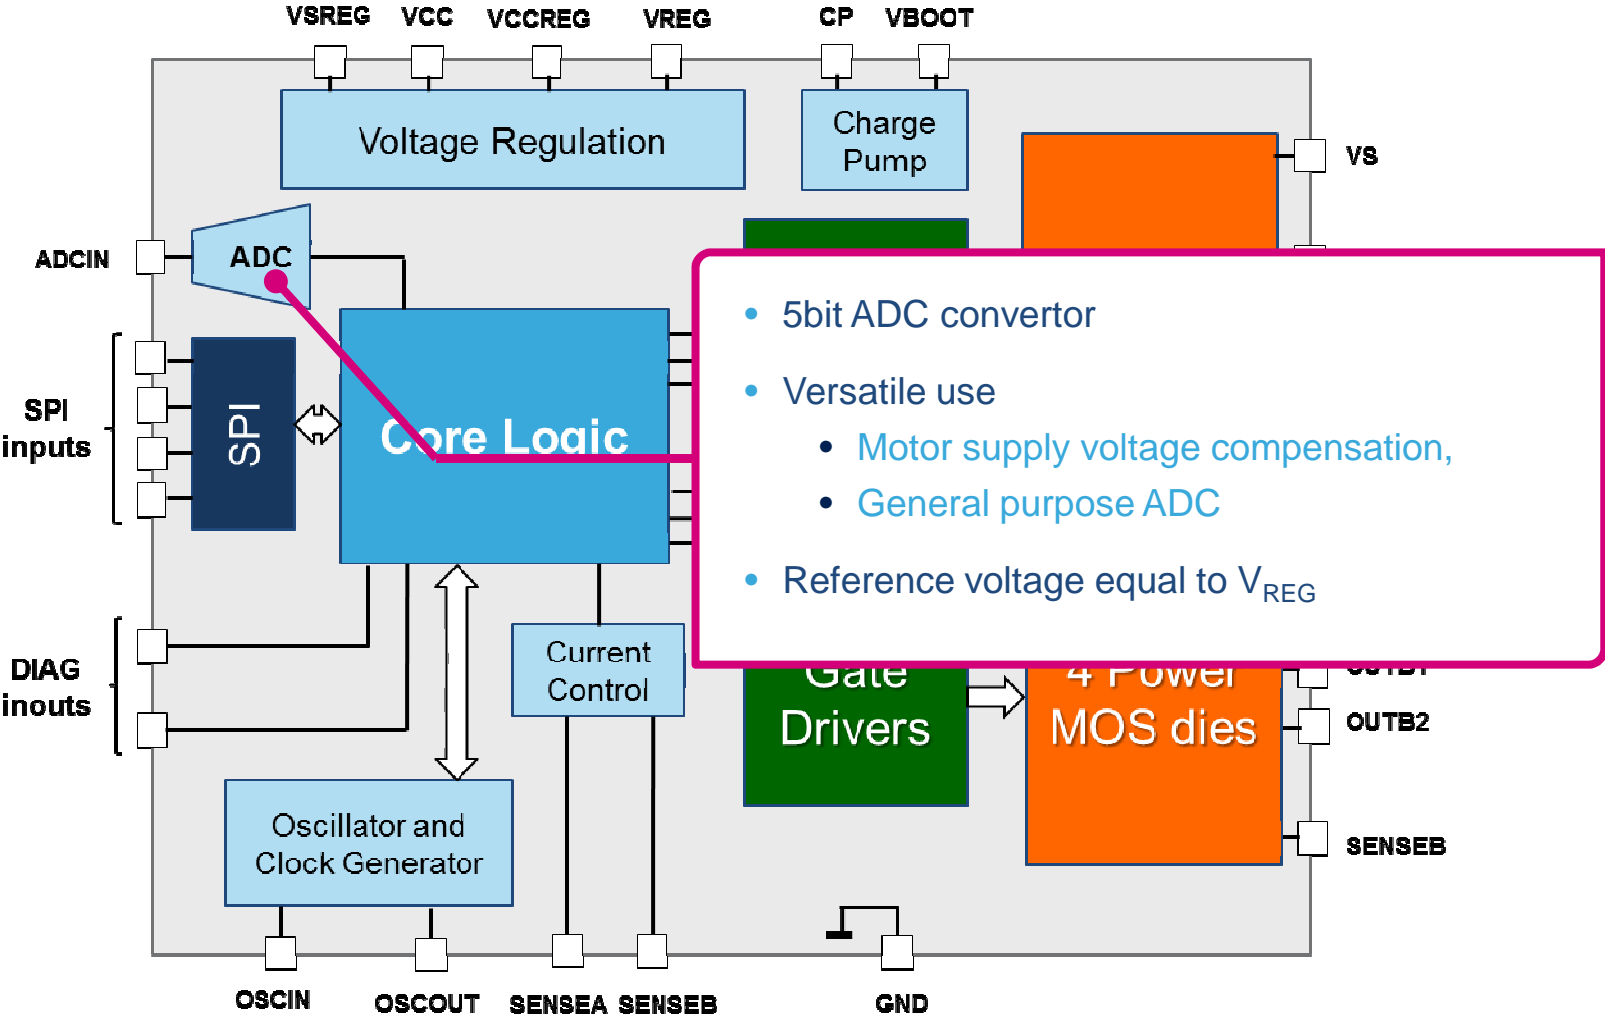 VSREG VCC VCCREG VREG CP VBOOT
Voltage Regulation
Charge
Pump
VS
ADCIN
ADC
SPI
inputs
SPI
Core Logic
• 5bit ADC convertor
• Versatile use
• Motor supply voltage compensation,
• General purpose ADC
• Reference voltage equal to VREG
DIAG
inouts
Current
Control
Gate
Drivers
4 Power
MOS dies
OUTB1
OUTB2
SENSEB
Oscillator and
Clock Generator
OSCIN OSCOUT SENSEA SENSEB GND